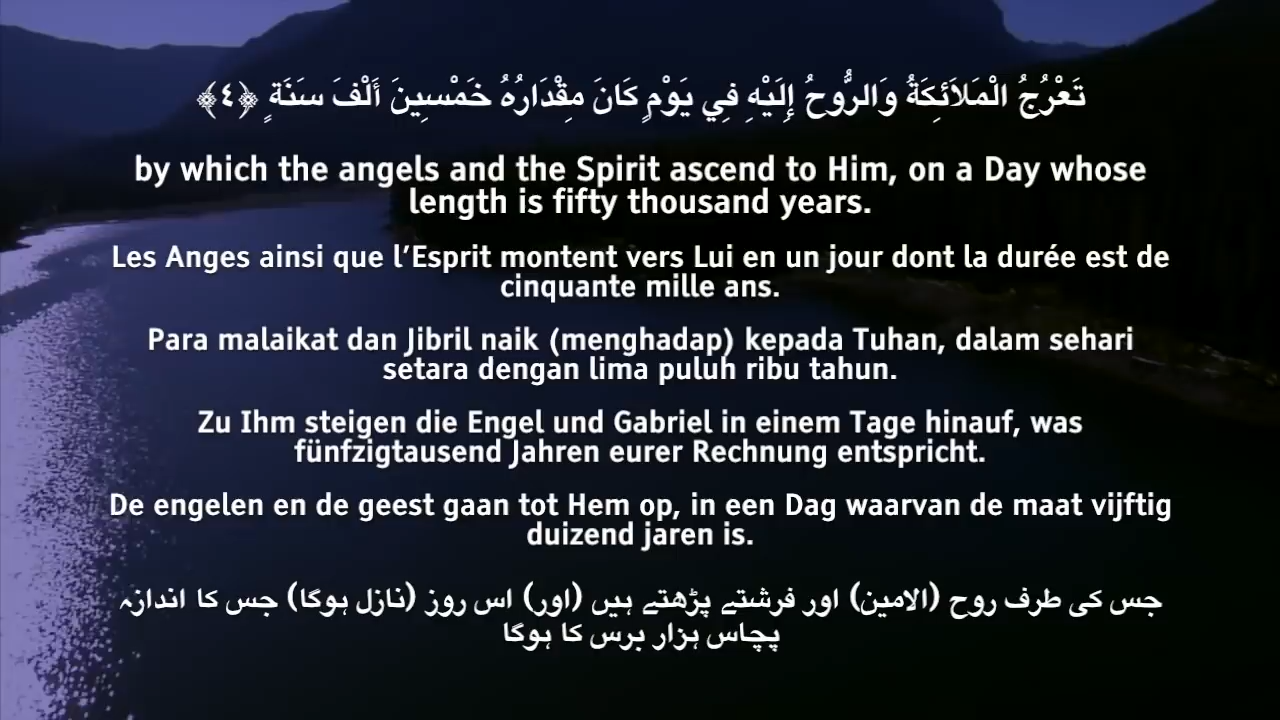 تَعْرُجُ الْمَلَائِكَةُ وَالرُّوحُ إِلَيْهِ فِي يَوْمٍ كَانَ مِقْدَارُهُ خَمْسِينَ أَلْفَ سَنَةٍ ﴿٤﴾
by which the angels and the Spirit ascend to Him, on a Day whose
length is fifty thousand years.
Les Anges ainsi que l’Esprit montent vers Lui en un jour dont la durée est de
cinquante mille ans.
Para malaikat dan Jibril naik (menghadap) kepada Tuhan, dalam sehari
setara dengan lima puluh ribu tahun.
Zu Ihm steigen die Engel und Gabriel in einem Tage hinauf, was
fünfzigtausend Jahren eurer Rechnung entspricht.
De engelen en de geest gaan tot Hem op, in een Dag waarvan de maat vijftig
duizend jaren is.
جس کی طرف روح (الامین) اور فرشتے پڑھتے ہیں (اور) اس روز (نازل ہوگا) جس کا اندازہ
پچاس ہزار برس کا ہوگا